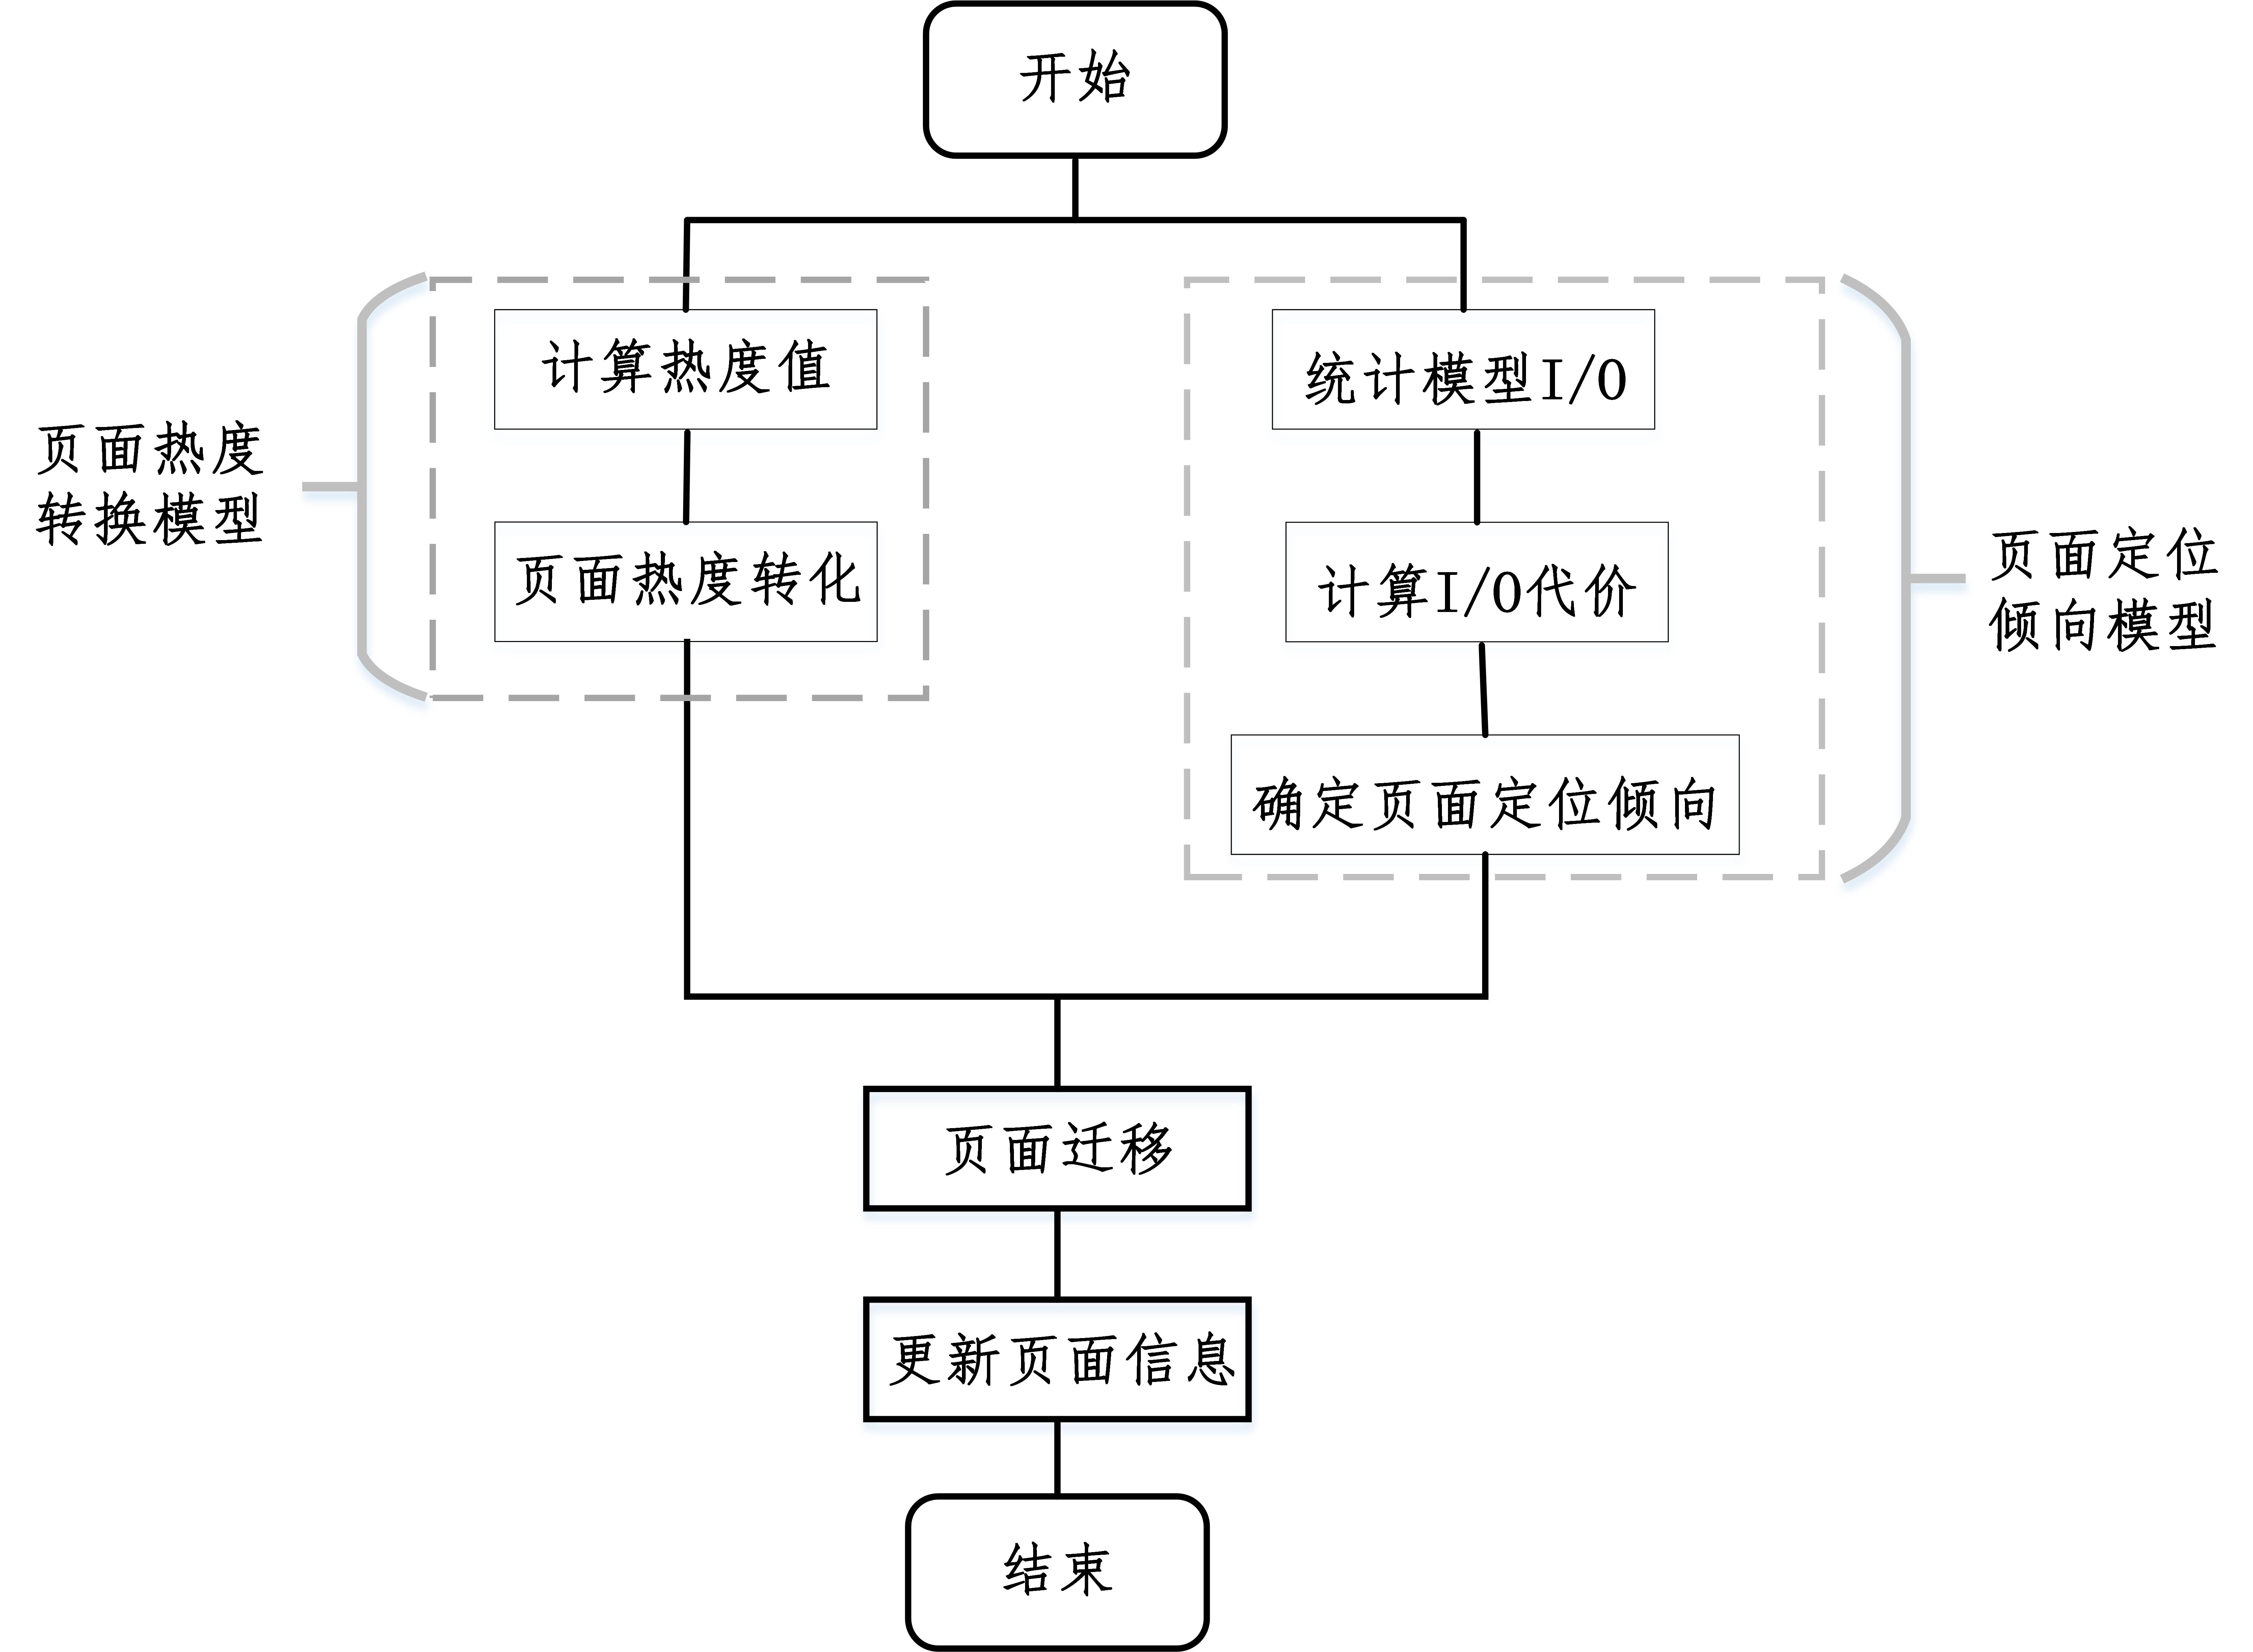 开始
计算热度值
统计模型I/O
页面热度
转换模型
页面热度转化
计算I/O代价
页面定位
倾向模型
确定页面定位倾向
页面迁移
更新页面信息
结束